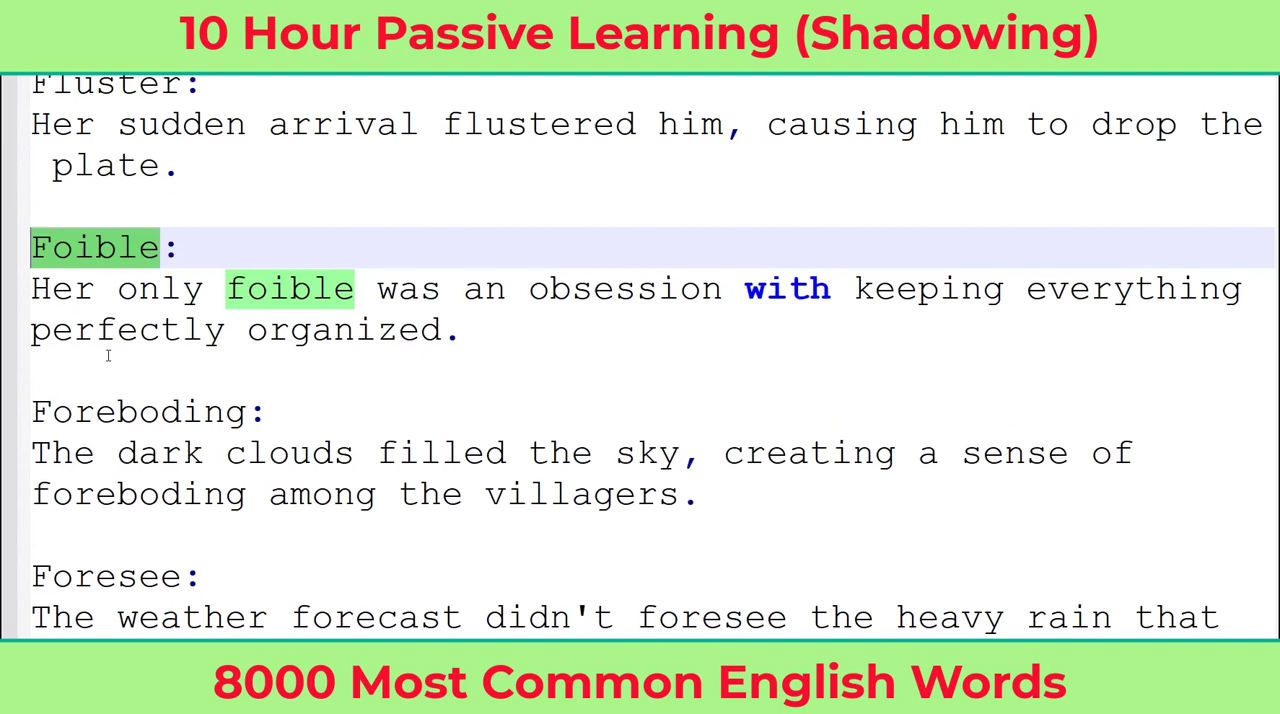 10 Hour Passive Learning (Shadowing)
Fluster:
Her sudden arrival flustered him, causing him to drop the
plate.
Foible:
Her only foible was an obsession with keeping everything
perfectly organized.
Foreboding:
The dark clouds filled the sky, creating a sense of
foreboding among the villagers.
Foresee:
The weather forecast didn't foresee the heavy rain that
8000 Most Common English Words